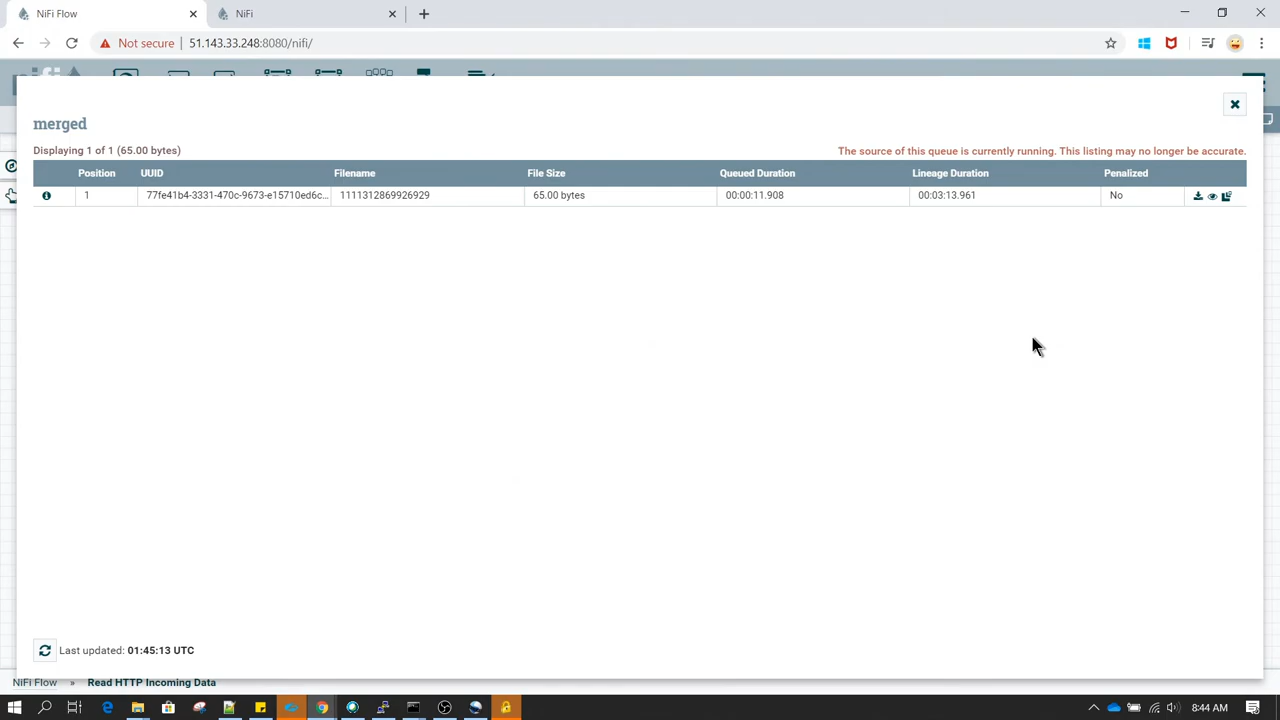 NiFi Flow
NiFi
Not secure
51.143.33.248:8080/nifi/
merged
Displaying 1 of 1 (65.00 bytes)
The source of this queue is currently running. This listing may no longer be accurate.
Position UUID Filename File Size Queued Duration Lineage Duration Penalized
1 77fe41b4-3331-470c-9673-e15710ed6c... 1111312869926929 65.00 bytes 00:00:11.908 00:03:13.961 No
Last updated: 01:45:13 UTC
NiFi Flow » Read HTTP Incoming Data
8:44 AM